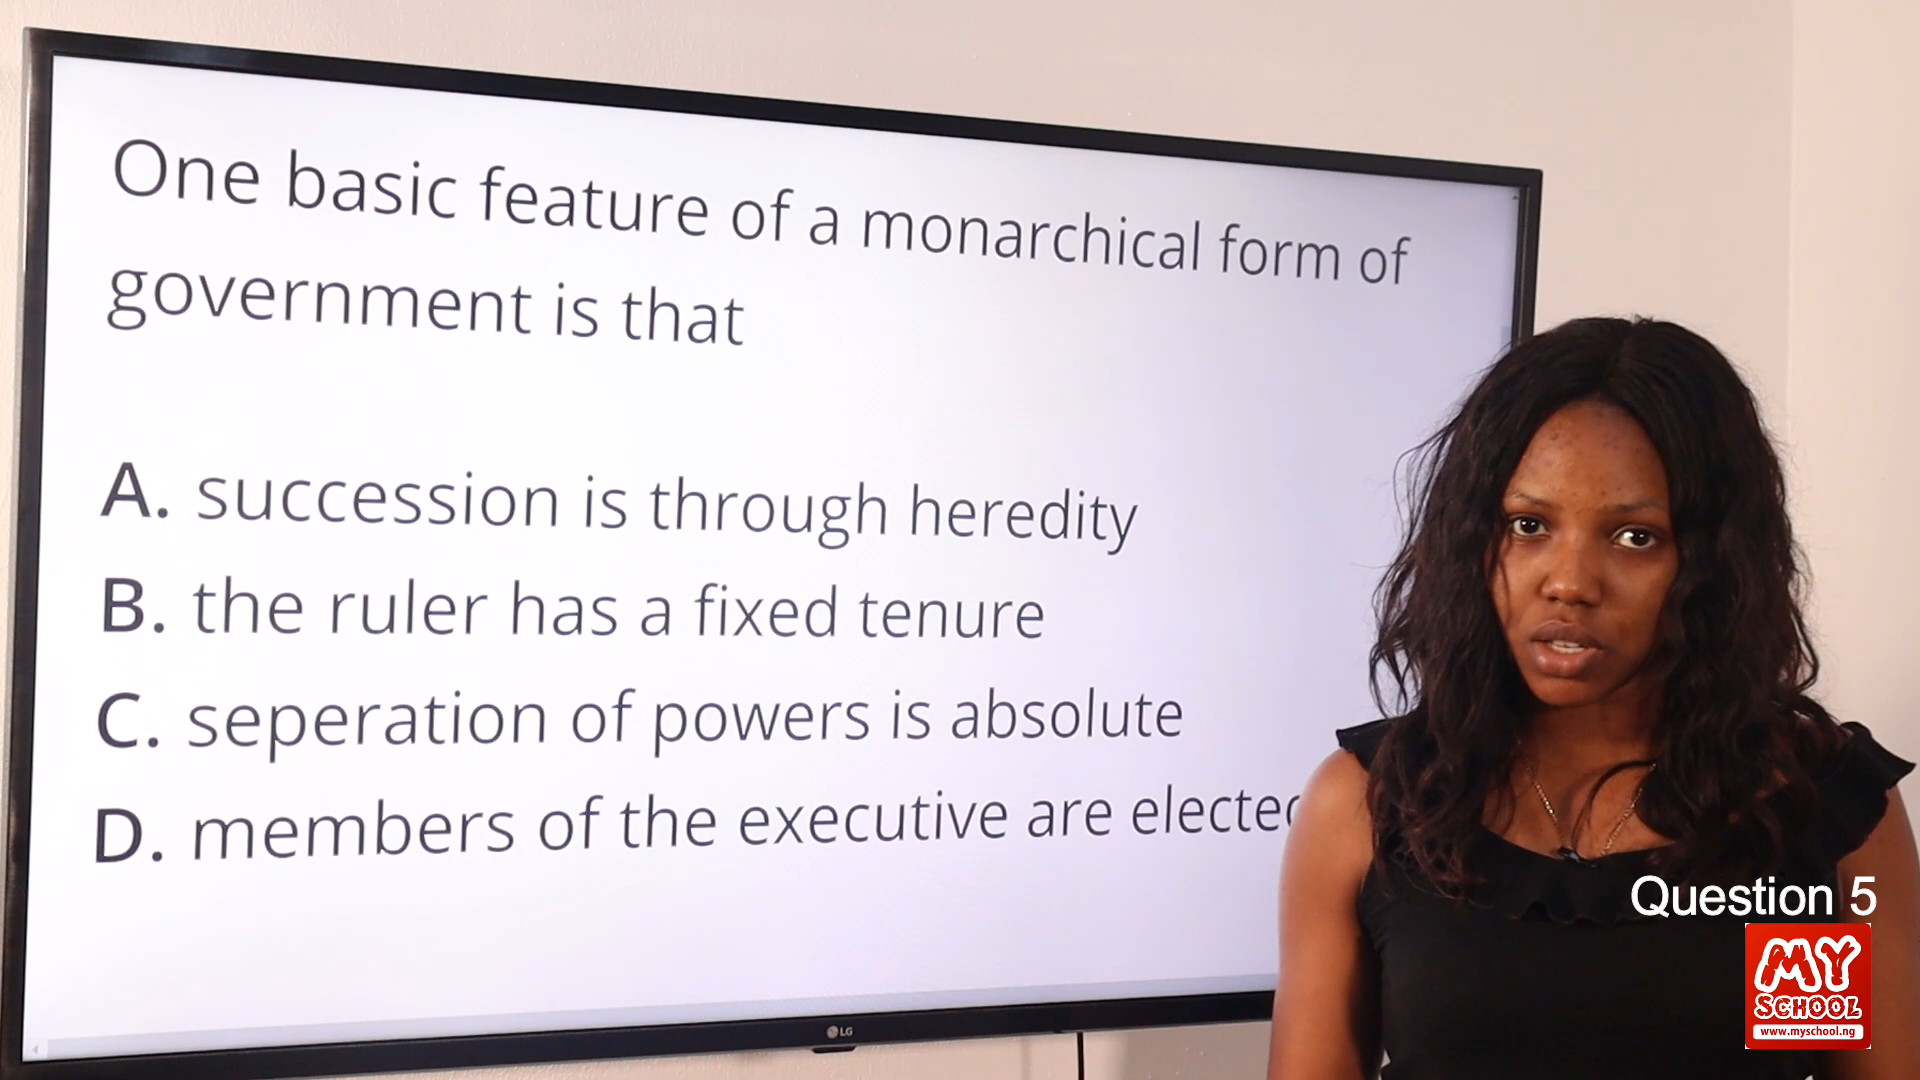 One basic feature of a monarchical form of
government is that
A. succession is through heredity
B. the ruler has a fixed tenure
C. seperation of powers is absolute
D. members of the executive are elected
LG
Question 5
MY
SCHOOL
www.myschool.ng